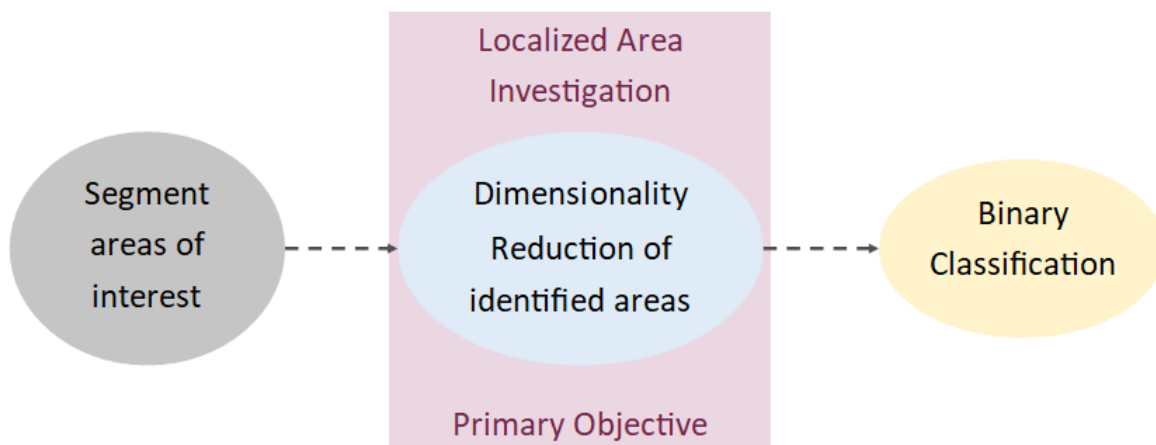 Localized Area
Investigation
Segment
areas of
interest
Dimensionality
Reduction of
identified areas
Binary
Classification
Primary Objective